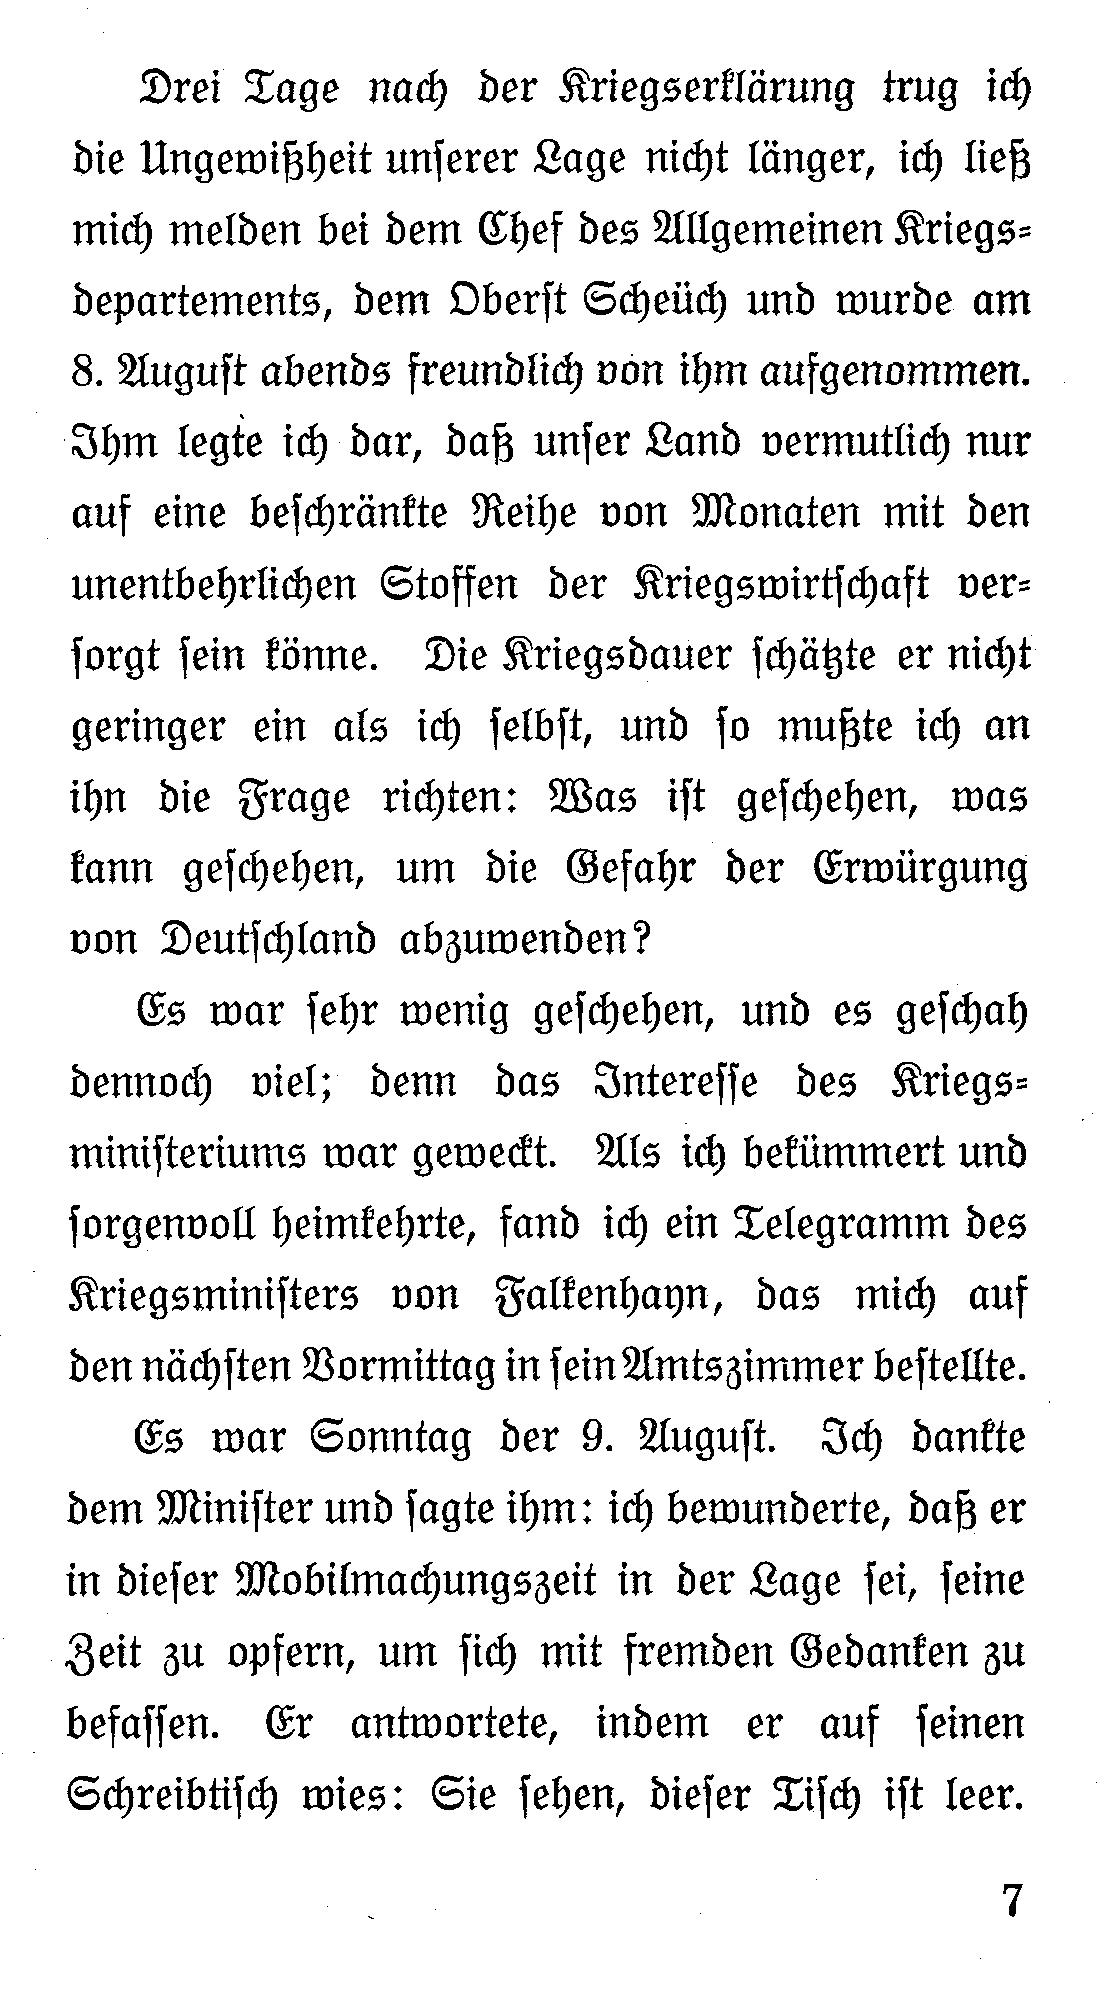 Drei Tage nach der Kriegserklärung trug ich
die Ungewißheit unserer Lage nicht länger, ich ließ
mich melden bei dem Chef des Allgemeinen Kriegs-
departements, dem Oberst Scheüch und wurde am
8. August abends freundlich von ihm aufgenommen.
Ihm legte ich dar, daß unser Land vermutlich nur
auf eine beschränkte Reihe von Monaten mit den
unentbehrlichen Stoffen der Kriegswirtschaft ver-
sorgt sein könne. Die Kriegsdauer schätzte er nicht
geringer ein als ich selbst, und so mußte ich an
ihn die Frage richten: Was ist geschehen, was
kann geschehen, um die Gefahr der Erwürgung
von Deutschland abzuwenden?
Es war sehr wenig geschehen, und es geschah
dennoch viel; denn das Interesse des Kriegs-
ministeriums war geweckt. Als ich bekümmert und
sorgenvoll heimkehrte, fand ich ein Telegramm des
Kriegsministers von Falkenhayn, das mich auf
den nächsten Vormittag in sein Amtszimmer bestellte.
Es war Sonntag der 9. August. Ich dankte
dem Minister und sagte ihm: ich bewunderte, daß er
in dieser Mobilmachungszeit in der Lage sei, seine
Zeit zu opfern, um sich mit fremden Gedanken zu
befassen. Er antwortete, indem er auf seinen
Schreibtisch wies: Sie sehen, dieser Tisch ist leer.
7